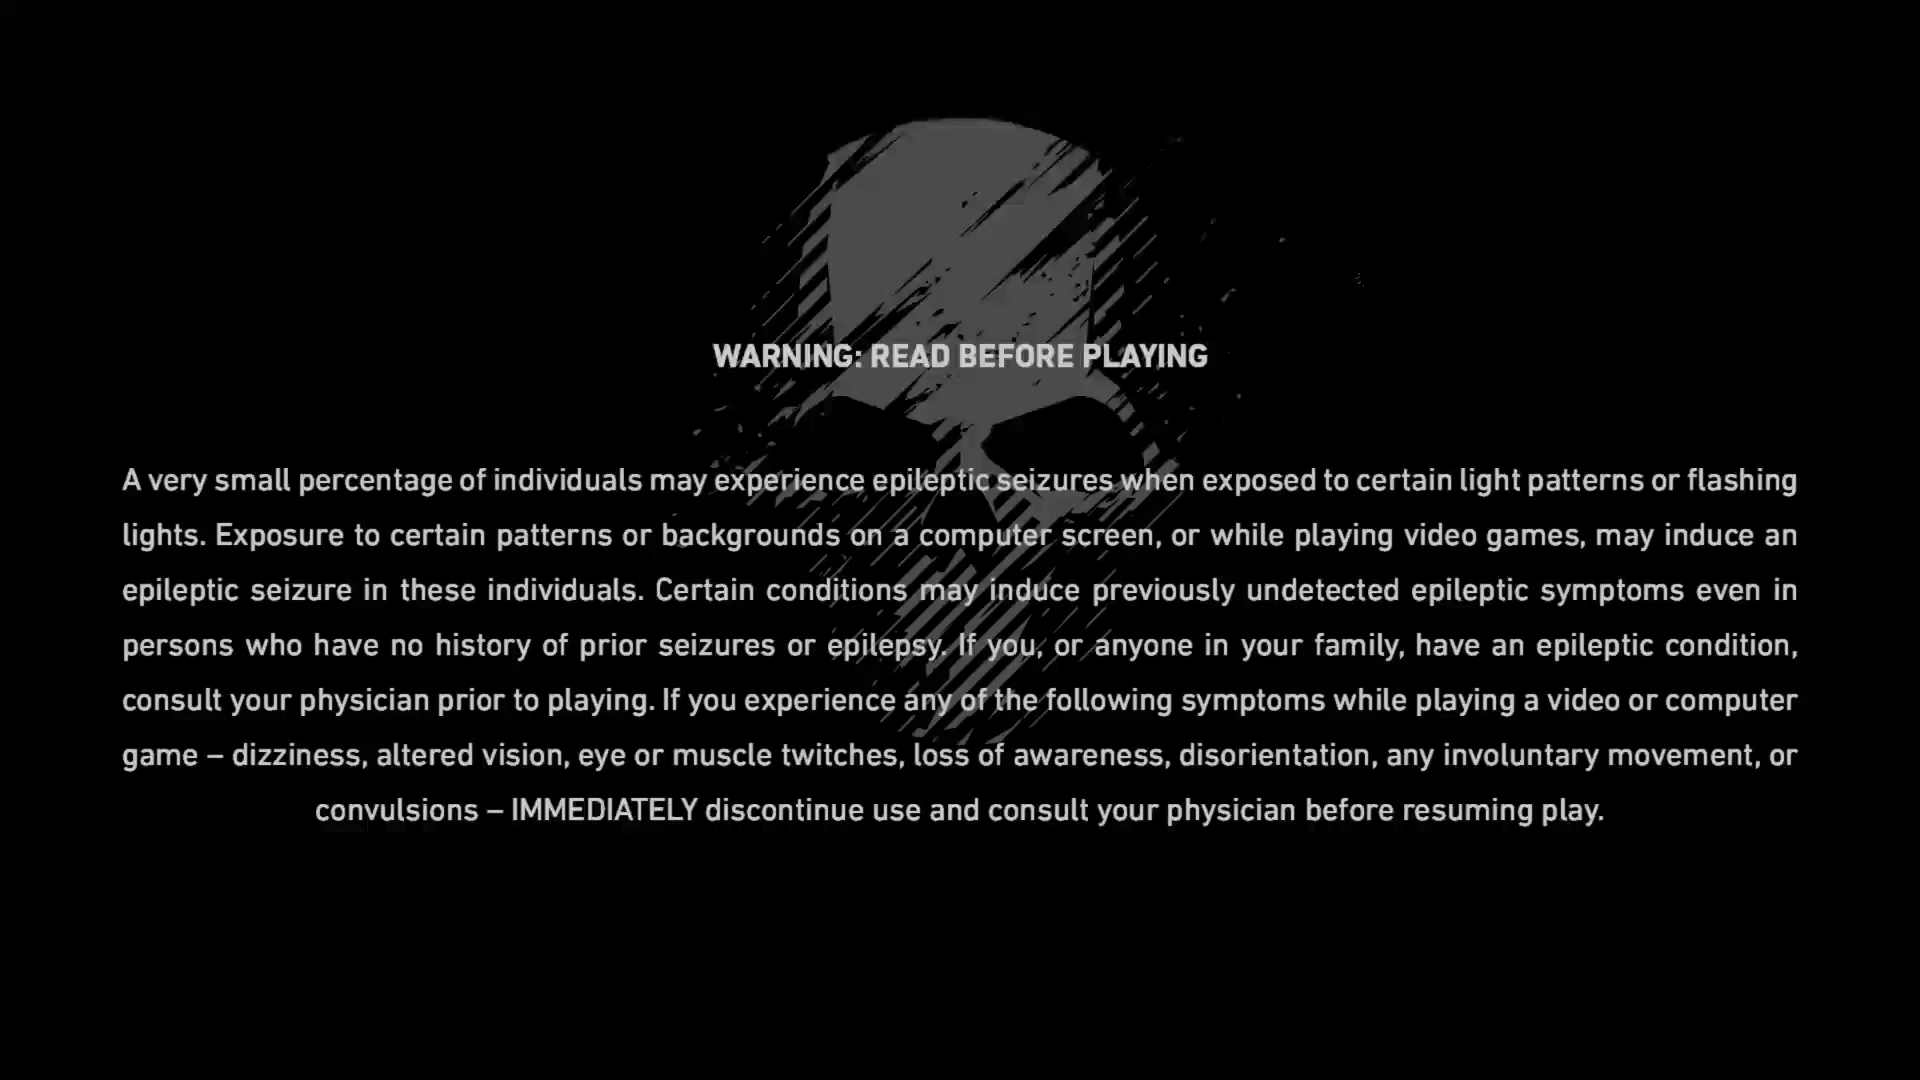 WARNING: READ BEFORE PLAYING
A very small percentage of individuals may experience epileptic seizures when exposed to certain light patterns or flashing
lights. Exposure to certain patterns or backgrounds on a computer screen, or while playing video games, may induce an
epileptic seizure in these individuals. Certain conditions may induce previously undetected epileptic symptoms even in
persons who have no history of prior seizures or epilepsy. If you, or anyone in your family, have an epileptic condition,
consult your physician prior to playing. If you experience any of the following symptoms while playing a video or computer
game – dizziness, altered vision, eye or muscle twitches, loss of awareness, disorientation, any involuntary movement, or
convulsions – IMMEDIATELY discontinue use and consult your physician before resuming play.